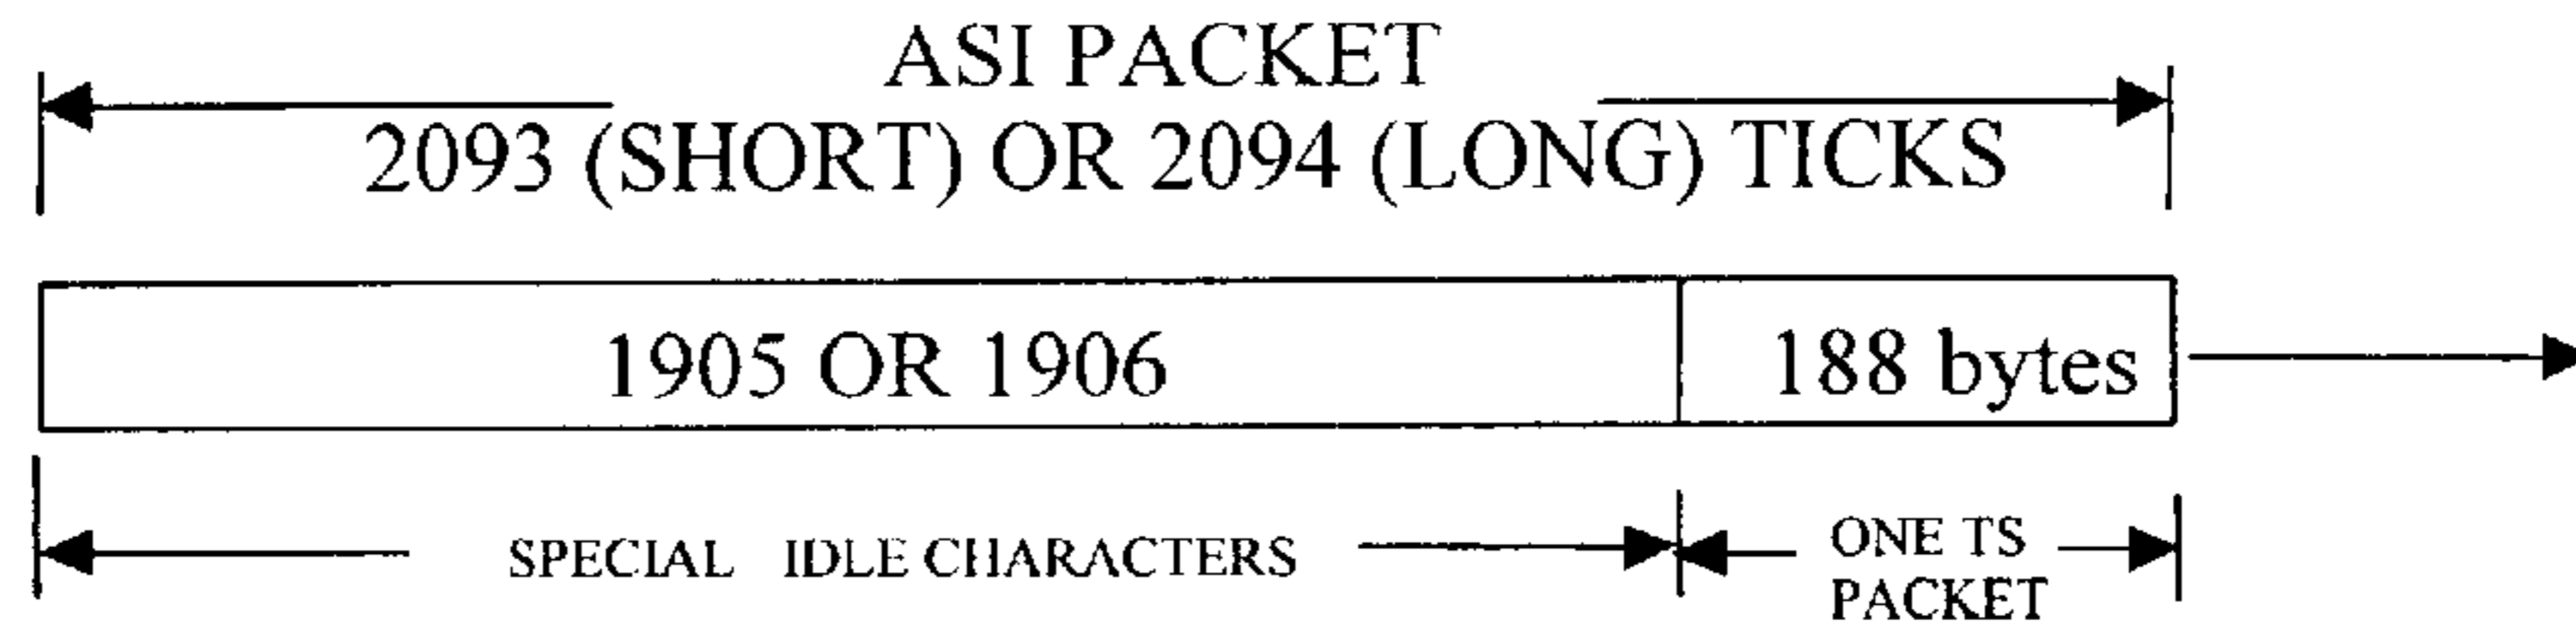 ASI PACKET
2093 (SHORT) OR 2094 (LONG) TICKS
1905 OR 1906
188 bytes
SPECIAL IDLE CHARACTERS
ONE TS
PACKET